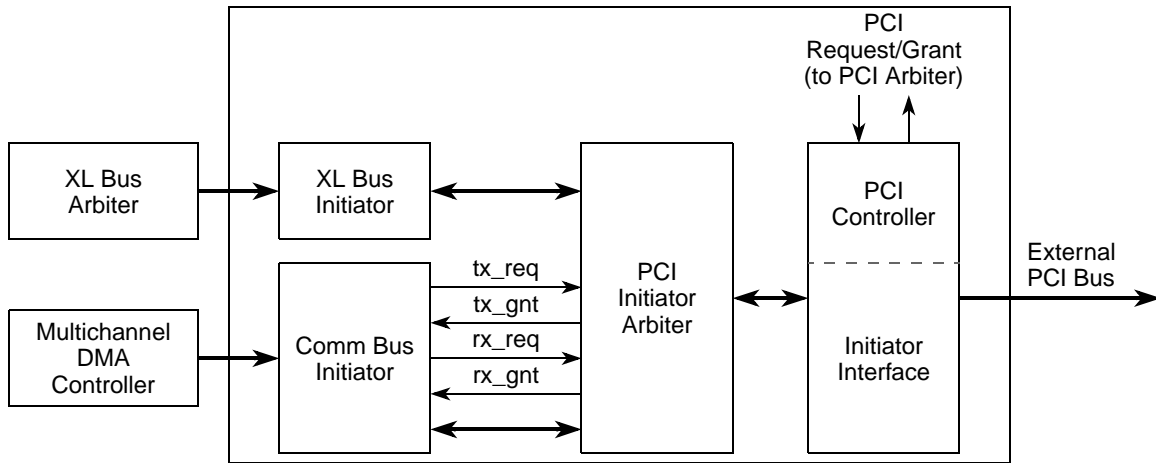 PCI
Request/Grant
(to PCI Arbiter)
XL Bus
Arbiter
XL Bus
Initiator
PCI
Controller
tx_req
tx_gnt
rx_req
rx_gnt
PCI
Initiator
Arbiter
External
PCI Bus
Multichannel
DMA
Controller
Comm Bus
Initiator
Initiator
Interface